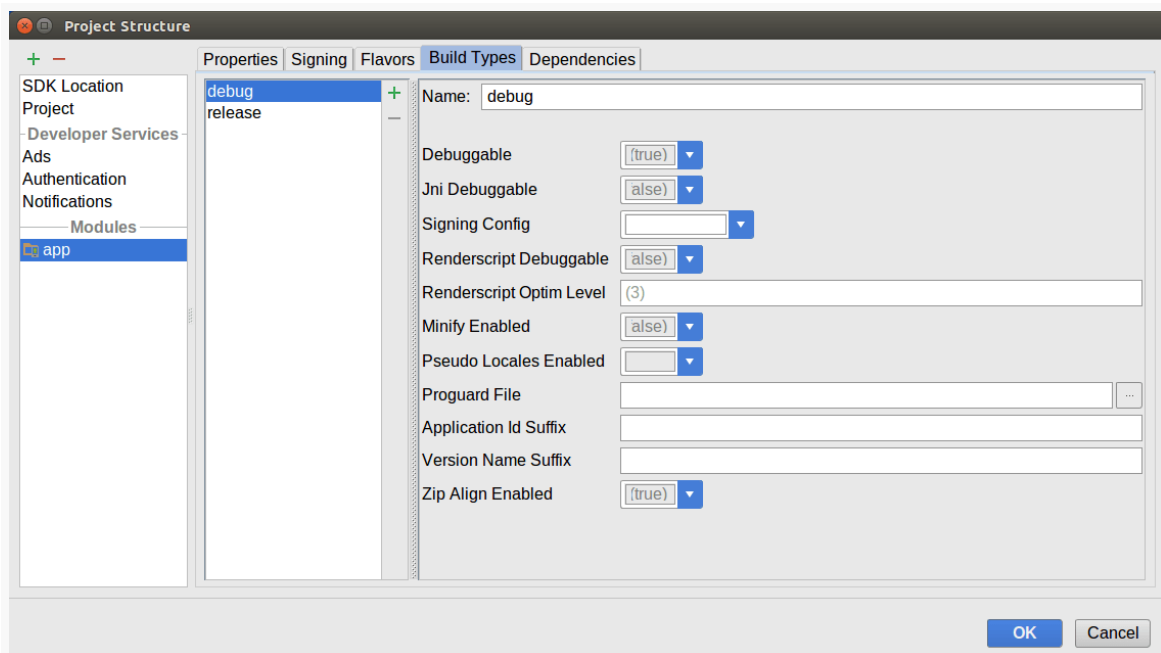 Project Structure
Properties Signing Flavors Build Types Dependencies
SDK Location
Project
Developer Services
Ads
Authentication
Notifications
Modules
app
debug
release
Name: debug
Debuggable (true)
Jni Debuggable alse)
Signing Config
Renderscript Debuggable alse)
Renderscript Optim Level (3)
Minify Enabled alse)
Pseudo Locales Enabled
Proguard File ...
Application Id Suffix
Version Name Suffix
Zip Align Enabled (true)
OK Cancel